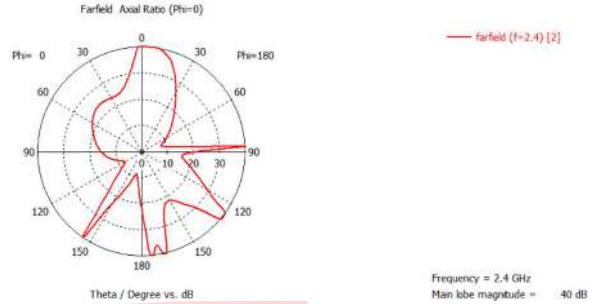 Farfield Axial Ratio (Phi=0)
Phi= 0
30
0
30
Phi=180
farfield (f=2.4) [2]
60
60
90
0
10
20
30
90
120
120
150
180
150
Theta / Degree vs. dB
Frequency = 2.4 GHz
Main lobe magnitude = 40 dB